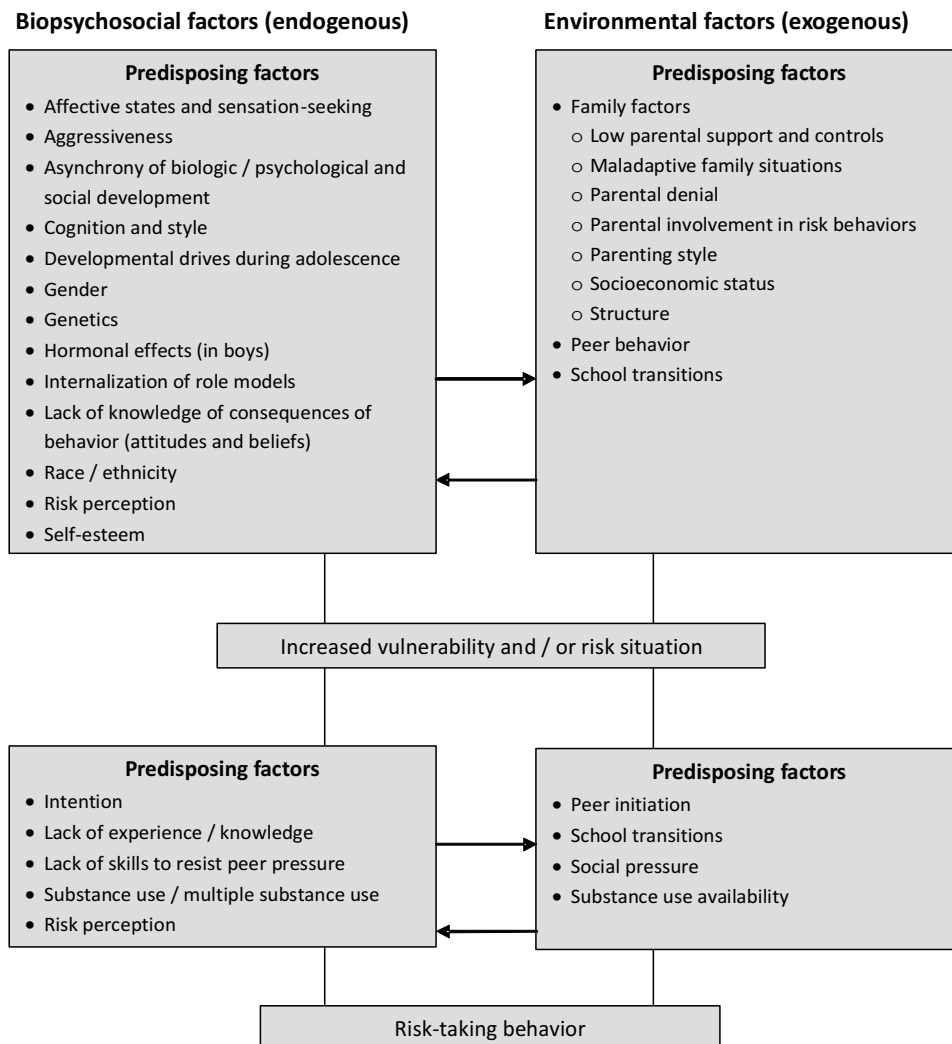 Biopsychosocial factors (endogenous)
Environmental factors (exogenous)
Predisposing factors
• Affective states and sensation-seeking
• Aggressiveness
• Asynchrony of biologic / psychological and
social development
• Cognition and style
• Developmental drives during adolescence
• Gender
• Genetics
• Hormonal effects (in boys)
• Internalization of role models
• Lack of knowledge of consequences of
behavior (attitudes and beliefs)
• Race / ethnicity
• Risk perception
• Self-esteem
Predisposing factors
• Family factors
o Low parental support and controls
o Maladaptive family situations
o Parental denial
o Parental involvement in risk behaviors
o Parenting style
o Socioeconomic status
o Structure
• Peer behavior
• School transitions
Increased vulnerability and / or risk situation
Predisposing factors
• Intention
• Lack of experience / knowledge
• Lack of skills to resist peer pressure
• Substance use / multiple substance use
• Risk perception
Predisposing factors
• Peer initiation
• School transitions
• Social pressure
• Substance use availability
Risk-taking behavior